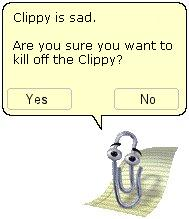 Clippy is sad.
Are you sure you want to
kill off the Clippy?
Yes
No